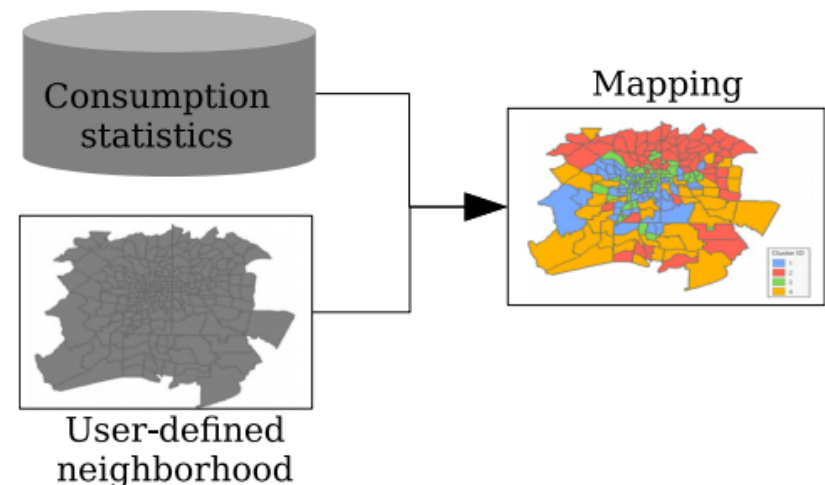 Consumption
statistics
Mapping
Cluster ID
1
2
3
4
User-defined
neighborhood